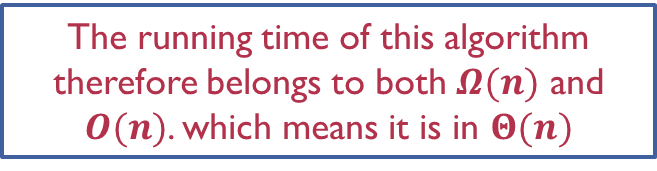 The running time of this algorithm
therefore belongs to both Ω(n) and
O(n). which means it is in Θ(n)